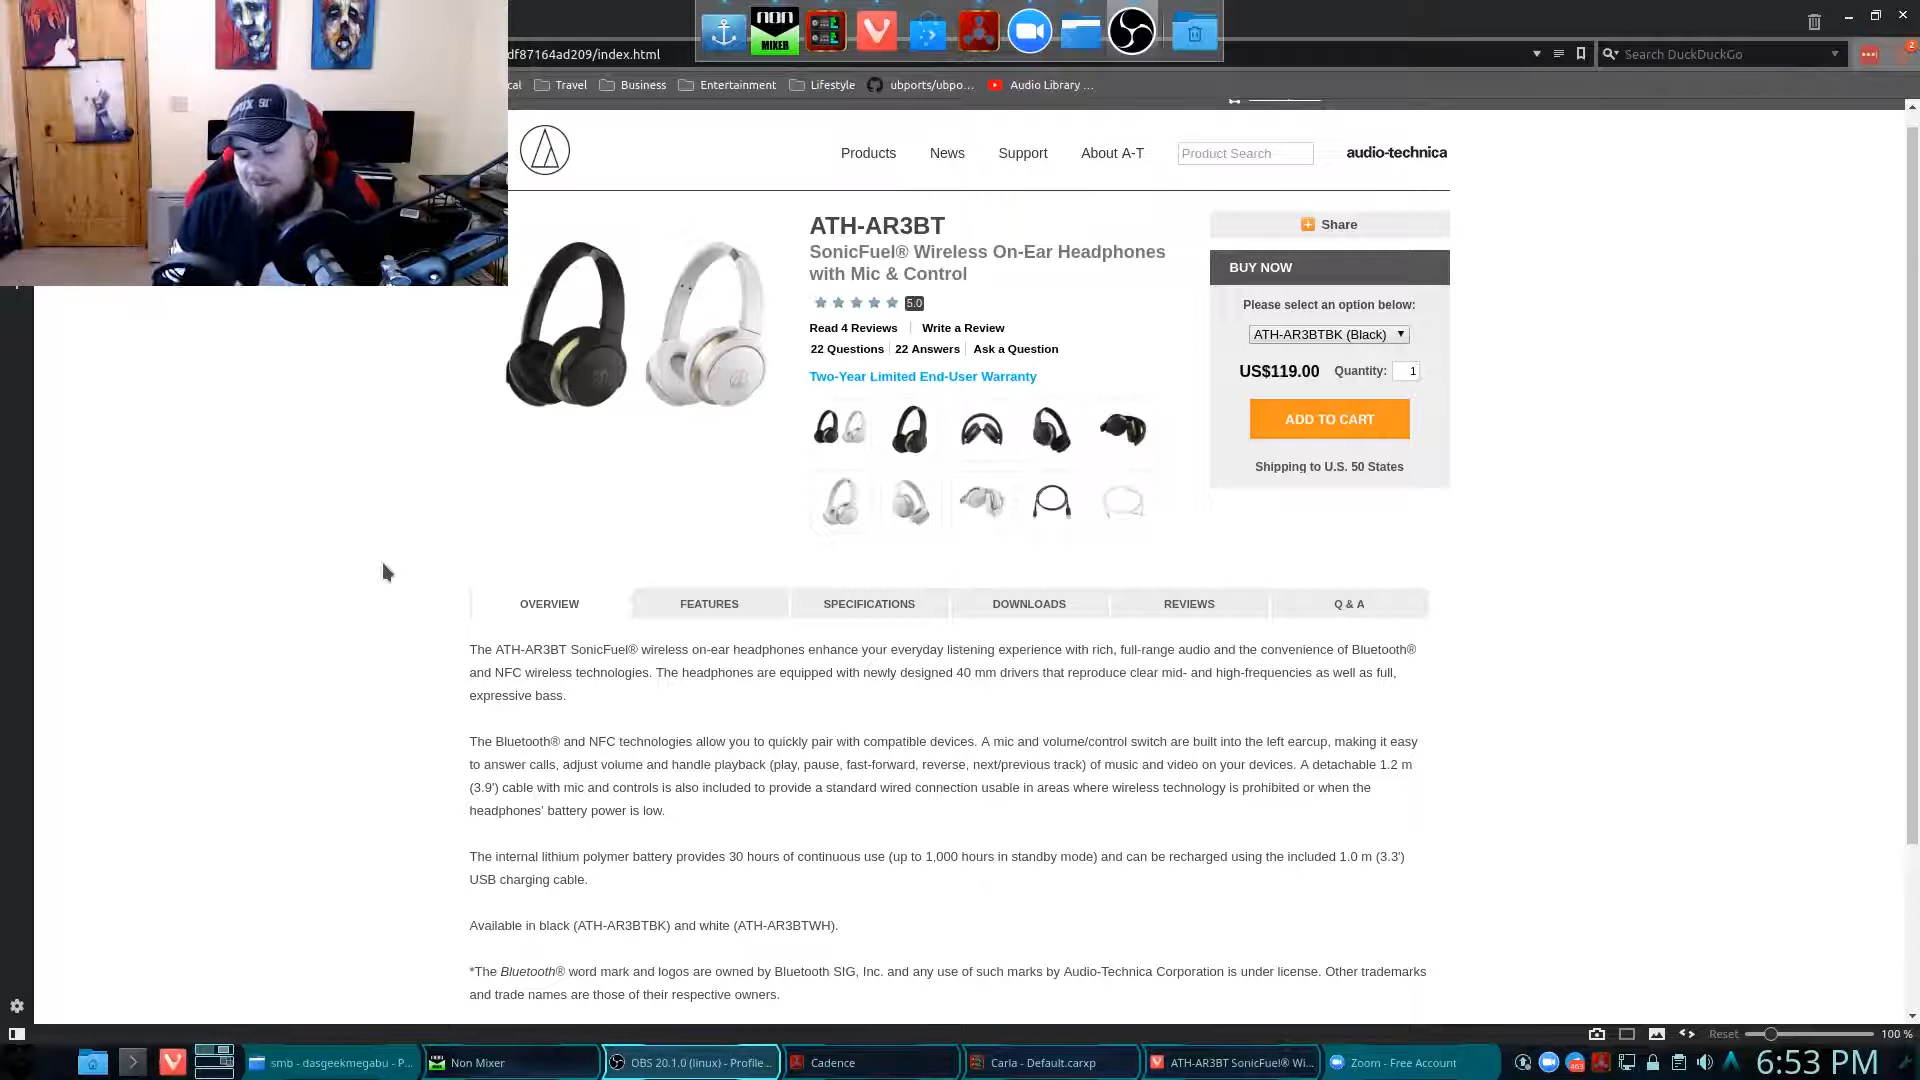 NON
MIXER
df87164ad209/index.html
Search DuckDuckGo
2
cal
Travel
Business
Entertainment
Lifestyle
ubports/ubpo...
Audio Library ...
Products
News
Support
About A-T
Product Search
audio-technica
ATH-AR3BT
SonicFuel® Wireless On-Ear Headphones
with Mic & Control
5.0
Read 4 Reviews
Write a Review
22 Questions
22 Answers
Ask a Question
Two-Year Limited End-User Warranty
Share
BUY NOW
Please select an option below:
ATH-AR3BTBK (Black)
US$119.00 Quantity: 1
ADD TO CART
Shipping to U.S. 50 States
OVERVIEW
FEATURES
SPECIFICATIONS
DOWNLOADS
REVIEWS
Q & A
The ATH-AR3BT SonicFuel® wireless on-ear headphones enhance your everyday listening experience with rich, full-range audio and the convenience of Bluetooth®
and NFC wireless technologies. The headphones are equipped with newly designed 40 mm drivers that reproduce clear mid- and high-frequencies as well as full,
expressive bass.
The Bluetooth® and NFC technologies allow you to quickly pair with compatible devices. A mic and volume/control switch are built into the left earcup, making it easy
to answer calls, adjust volume and handle playback (play, pause, fast-forward, reverse, next/previous track) of music and video on your devices. A detachable 1.2 m
(3.9') cable with mic and controls is also included to provide a standard wired connection usable in areas where wireless technology is prohibited or when the
headphones' battery power is low.
The internal lithium polymer battery provides 30 hours of continuous use (up to 1,000 hours in standby mode) and can be recharged using the included 1.0 m (3.3')
USB charging cable.
Available in black (ATH-AR3BTBK) and white (ATH-AR3BTWH).
*The Bluetooth® word mark and logos are owned by Bluetooth SIG, Inc. and any use of such marks by Audio-Technica Corporation is under license. Other trademarks
and trade names are those of their respective owners.
Reset
100 %
smb - dasgeekmegabu - P...
Non Mixer
OBS 20.1.0 (linux) - Profile...
Cadence
Carla - Default.carxp
ATH-AR3BT SonicFuel® Wi...
Zoom - Free Account
6:53 PM